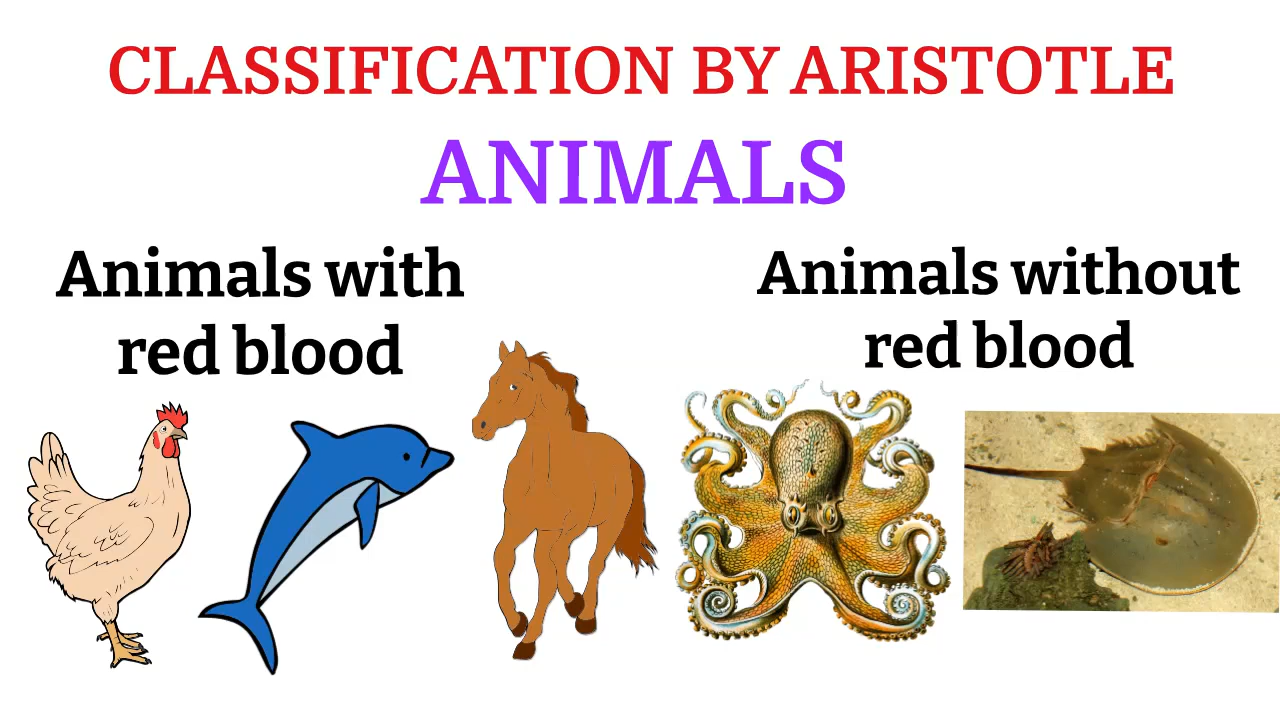 CLASSIFICATION BY ARISTOTLE
ANIMALS
Animals with
red blood
Animals without
red blood